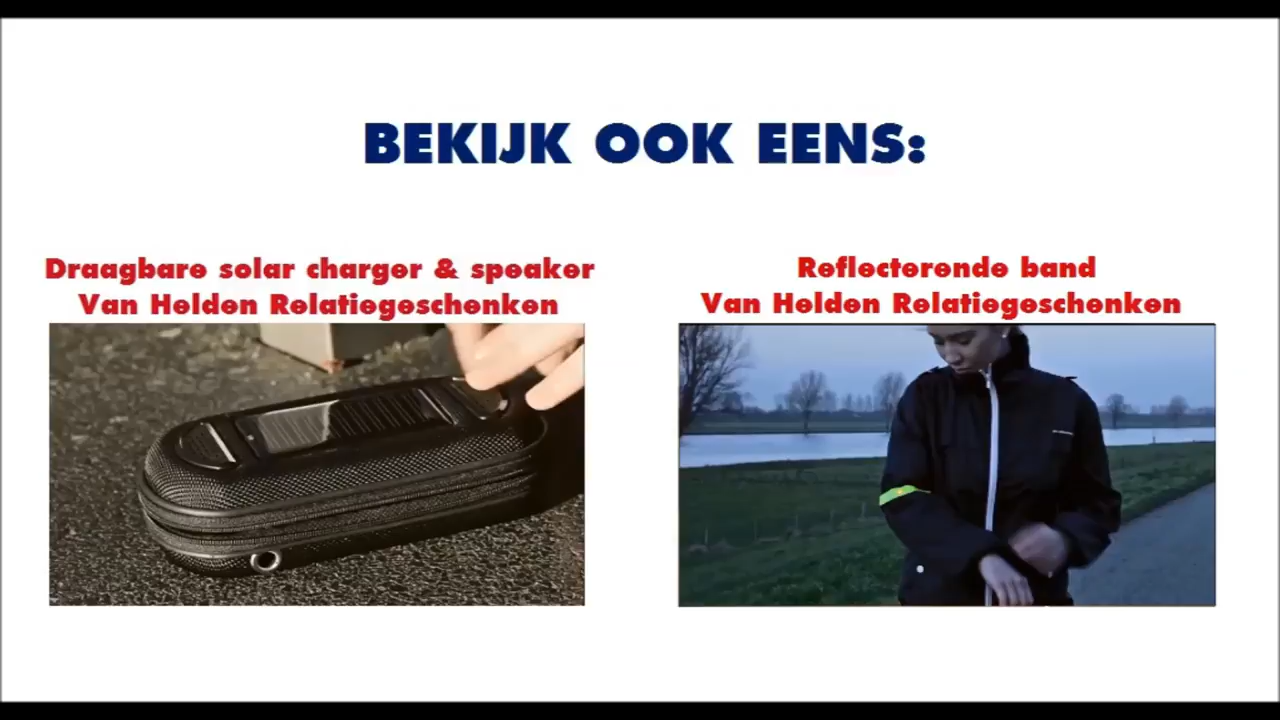 BEKIJK OOK EENS:
Draagbare solar charger & speaker
Van Helden Relatiegeschenken
Reflecterende band
Van Helden Relatiegeschenken